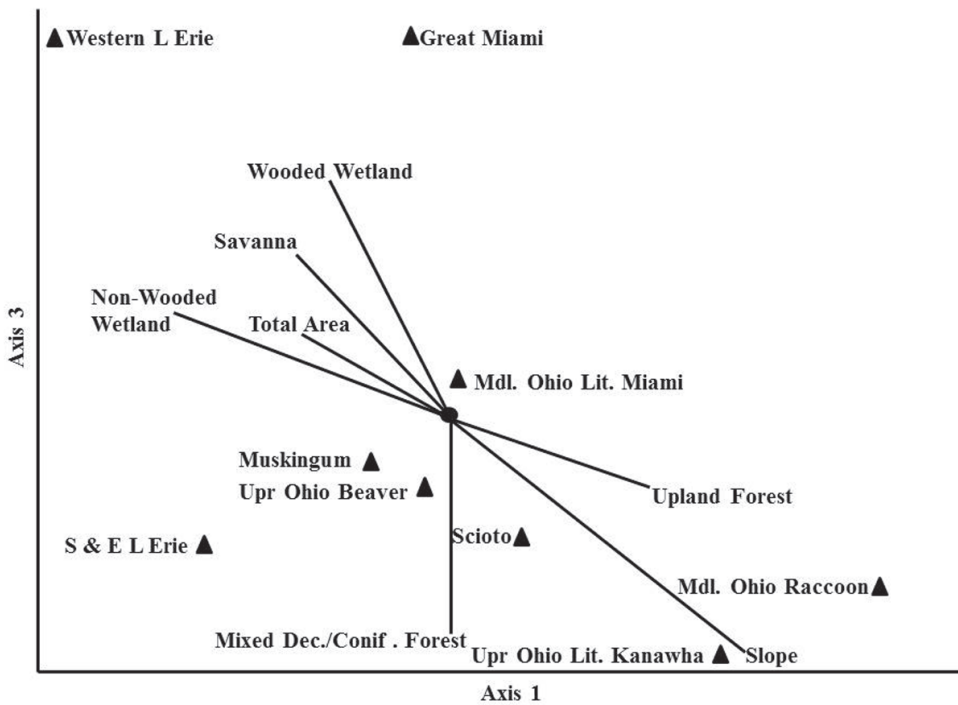 Western L Erie
Great Miami
Wooded Wetland
Savanna
Non-Wooded
Wetland
Total Area
Axis 3
Mdl. Ohio Lit. Miami
Muskingum
Upr Ohio Beaver
Upland Forest
Scioto
S & E L Erie
Mdl. Ohio Raccoon
Mixed Dec./Conif . Forest
Upr Ohio Lit. Kanawha
Slope
Axis 1